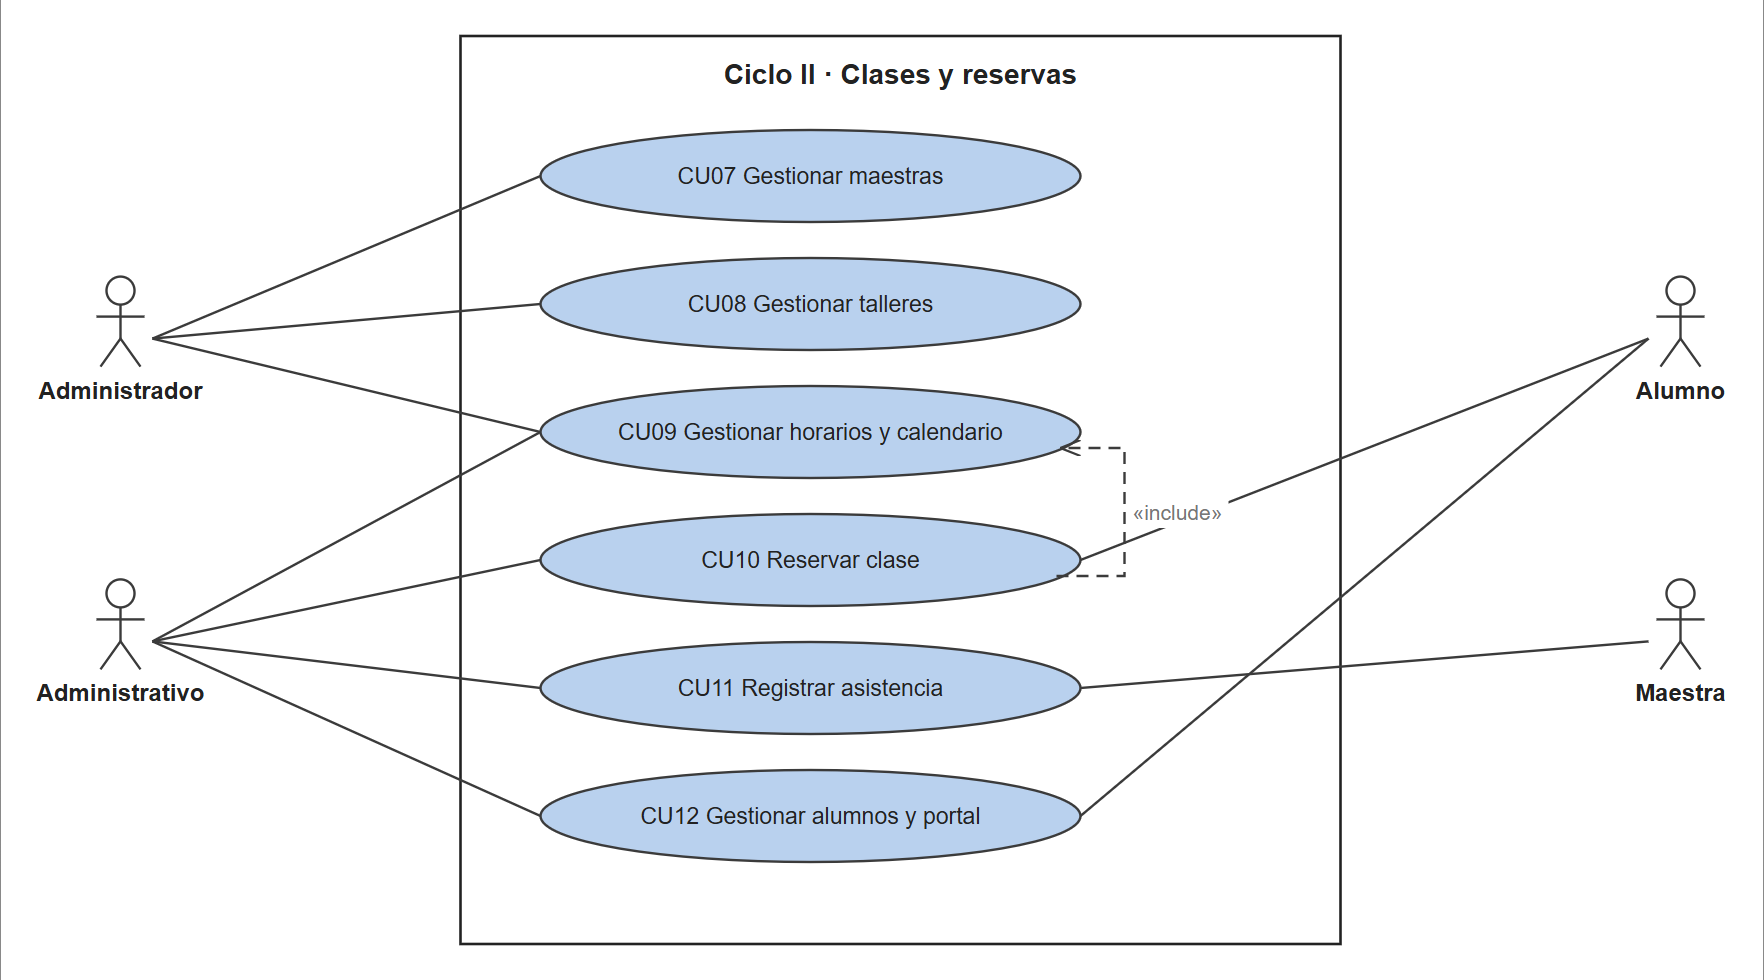 Ciclo II · Clases y reservas
CU07 Gestionar maestras
CU08 Gestionar talleres
Administrador
Alumno
CU09 Gestionar horarios y calendario
«include»
CU10 Reservar clase
CU11 Registrar asistencia
Administrativo
Maestra
CU12 Gestionar alumnos y portal